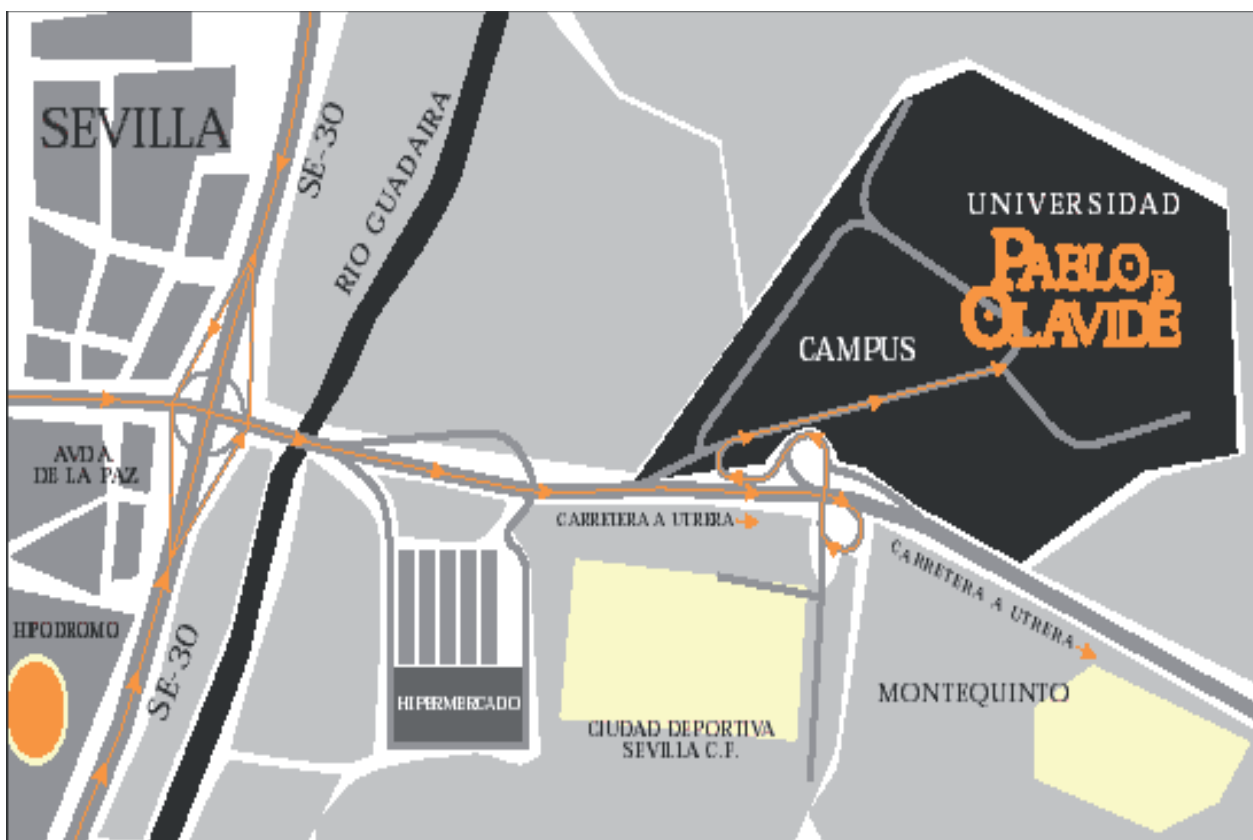 SEVILLA
SE-30
RIO GUADAIRA
UNIVERSIDAD
PABLO D
OLAVIDE
CAMPUS
AVDA
DE LA PAZ
CARRETERA A UTRERA
CARRETERA A UTRERA
HIPODROMO
SE-30
HIPERMERCADO
CIUDAD DEPORTIVA
SEVILLA C.F.
MONTEQUINTO